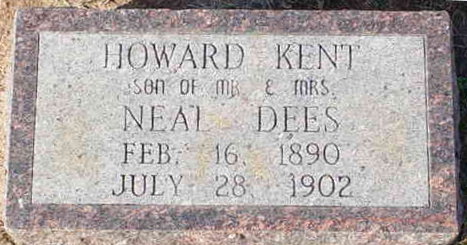 HOWARD KENT
SON OF MR. & MRS.
NEAL DEES
FEB. 16, 1890
JULY 28, 1902